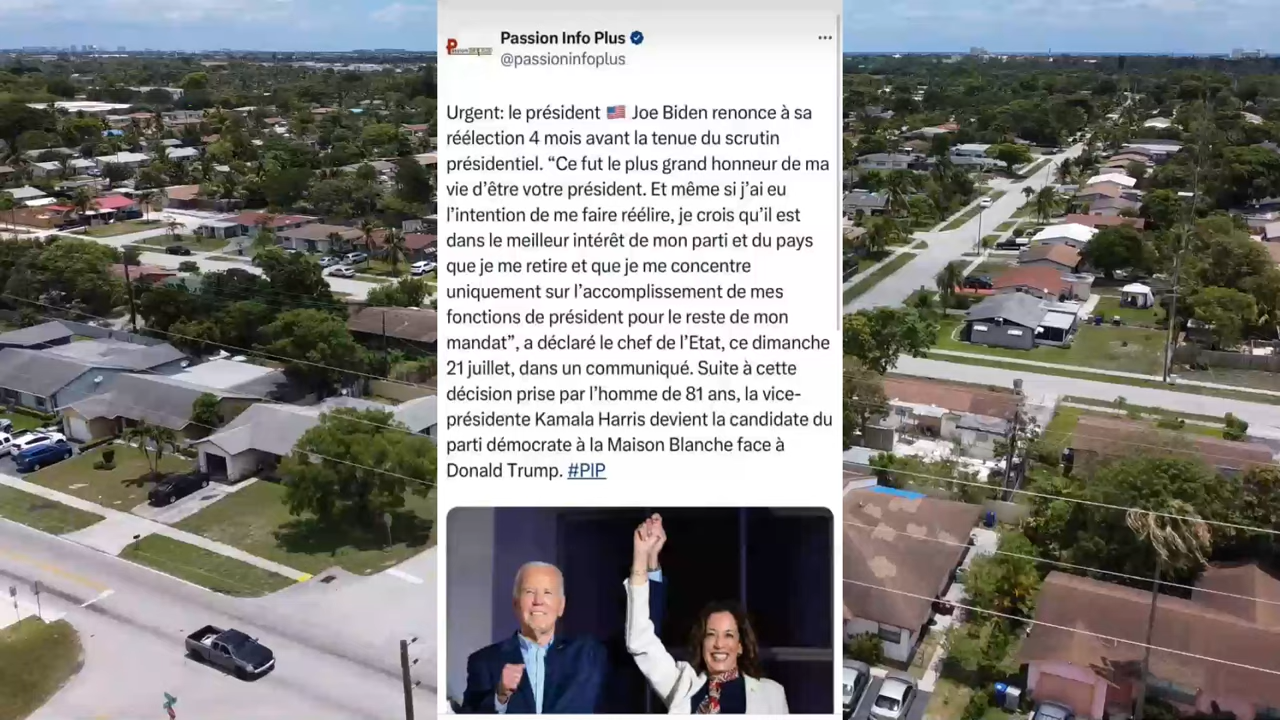 Passion Info Plus
@passioninfoplus
Urgent: le président 🇺🇸 Joe Biden renonce à sa
réélection 4 mois avant la tenue du scrutin
présidentiel. “Ce fut le plus grand honneur de ma
vie d’être votre président. Et même si j’ai eu
l’intention de me faire réélire, je crois qu’il est
dans le meilleur intérêt de mon parti et du pays
que je me retire et que je me concentre
uniquement sur l’accomplissement de mes
fonctions de président pour le reste de mon
mandat”, a déclaré le chef de l’Etat, ce dimanche
21 juillet, dans un communiqué. Suite à cette
décision prise par l’homme de 81 ans, la vice-
présidente Kamala Harris devient la candidate du
parti démocrate à la Maison Blanche face à
Donald Trump. #PIP